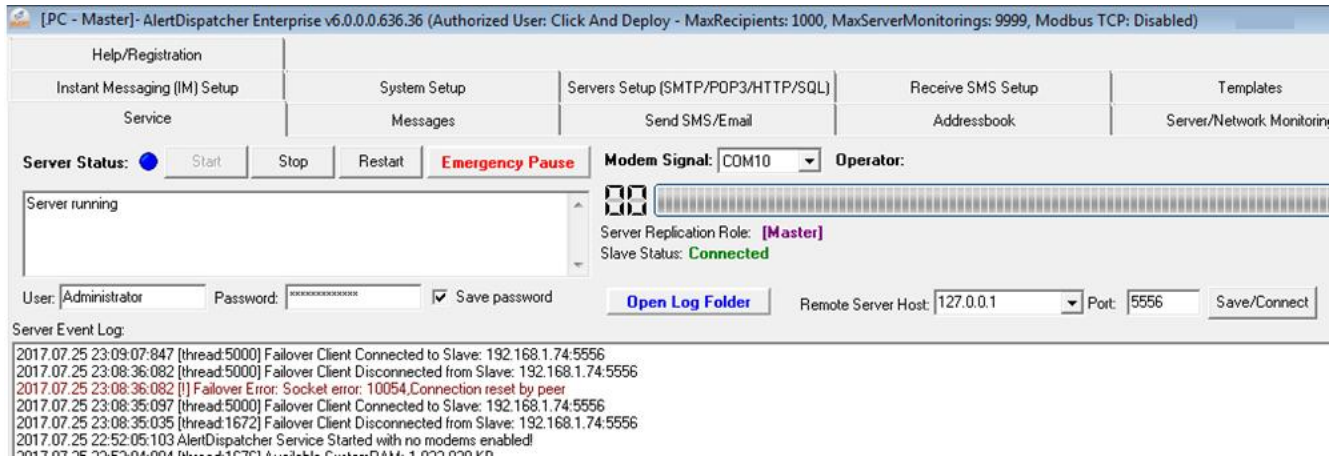 [PC - Master]- AlertDispatcher Enterprise v6.0.0.0.636.36 (Authorized User: Click And Deploy - MaxRecipients: 1000, MaxServerMonitorings: 9999, Modbus TCP: Disabled)
Help/Registration
Instant Messaging (IM) Setup System Setup Servers Setup (SMTP/POP3/HTTP/SQL) Receive SMS Setup Templates
Service Messages Send SMS/Email Addressbook Server/Network Monitoring
Server Status: Start Stop Restart Emergency Pause Modem Signal: COM10 Operator:
Server running
00
Server Replication Role: [Master]
Slave Status: Connected
User: Administrator Password: ************* Save password Open Log Folder Remote Server Host: 127.0.0.1 Port: 5556 Save/Connect
Server Event Log:
2017.07.25 23:09:07:847 [thread:5000] Failover Client Connected to Slave: 192.168.1.74:5556
2017.07.25 23:08:36:082 [thread:5000] Failover Client Disconnected from Slave: 192.168.1.74:5556
2017.07.25 23:08:36:082 [!] Failover Error: Socket error: 10054,Connection reset by peer
2017.07.25 23:08:35:097 [thread:5000] Failover Client Connected to Slave: 192.168.1.74:5556
2017.07.25 23:08:35:035 [thread:1672] Failover Client Disconnected from Slave: 192.168.1.74:5556
2017.07.25 22:52:05:103 AlertDispatcher Service Started with no modems enabled!